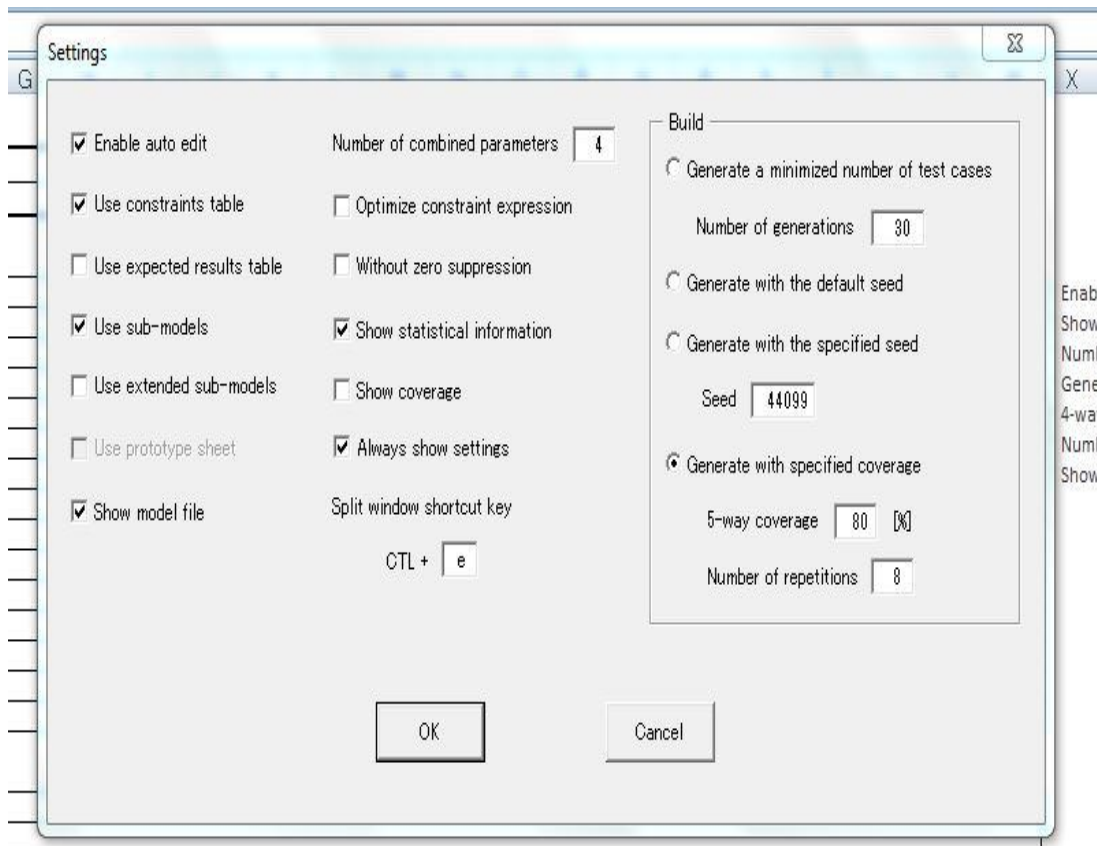 Settings
G
X
Enable auto edit
Use constraints table
Use expected results table
Use sub-models
Use extended sub-models
Use prototype sheet
Show model file
Number of combined parameters 4
Optimize constraint expression
Without zero suppression
Show statistical information
Show coverage
Always show settings
Split window shortcut key
CTL + e
Build
Generate a minimized number of test cases
Number of generations 30
Generate with the default seed
Generate with the specified seed
Seed 44099
Generate with specified coverage
5-way coverage 80 [%]
Number of repetitions 8
OK
Cancel
Enab
Show
Num
Gene
4-wa
Num
Show